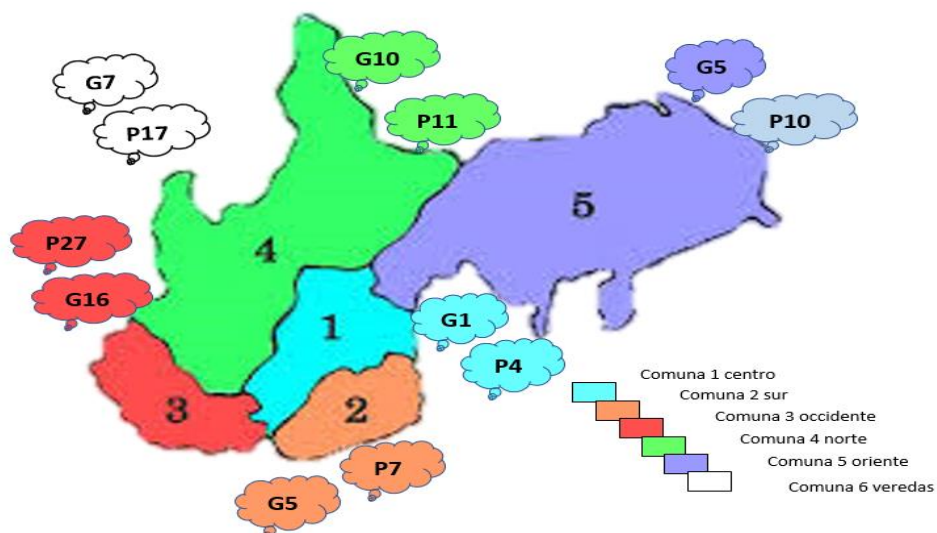 G10
G5
G7
P11
P10
P17
5
P27
4
G16
G1
1
P4
3
2
P7
G5
Comuna 1 centro
Comuna 2 sur
Comuna 3 occidente
Comuna 4 norte
Comuna 5 oriente
Comuna 6 veredas